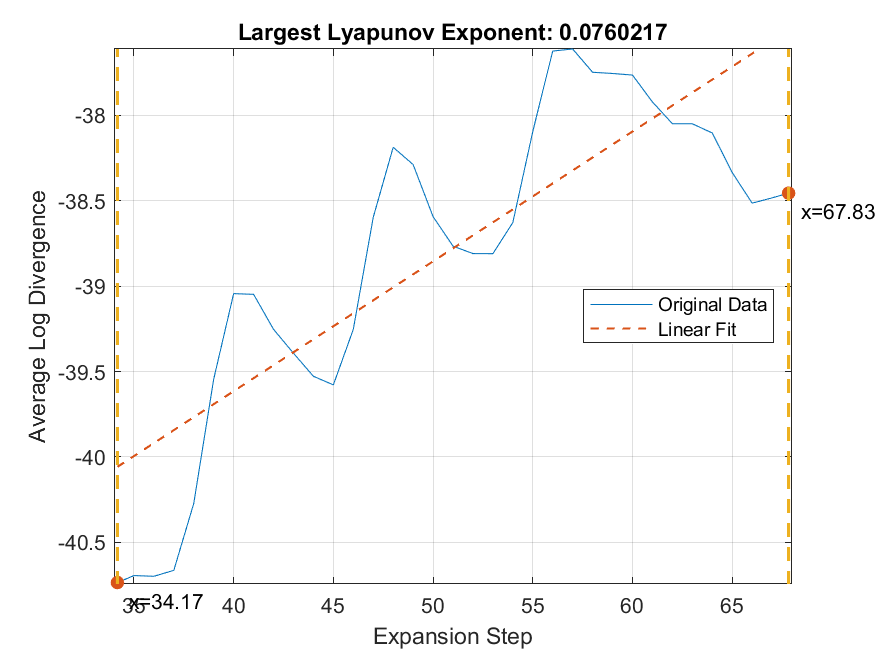 Largest Lyapunov Exponent: 0.0760217
Average Log Divergence
-38
-38.5
-39
-39.5
-40
-40.5
Original Data
Linear Fit
x=67.83
x=34.17
35 40 45 50 55 60 65
Expansion Step